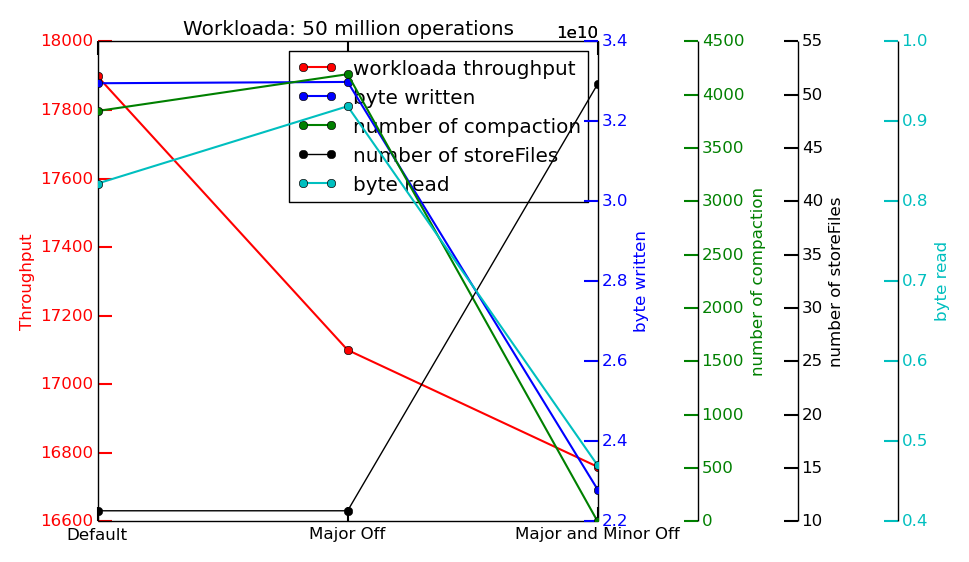 Workloada: 50 million operations
1e10
18000
17800
17600
17400
17200
17000
16800
16600
Throughput
workloada throughput
byte written
number of compaction
number of storeFiles
byte read
Default
Major Off
Major and Minor Off
3.4
3.2
3.0
2.8
2.6
2.4
2.2
byte written
4500
4000
3500
3000
2500
2000
1500
1000
500
0
number of compaction
55
50
45
40
35
30
25
20
15
10
number of storeFiles
1.0
0.9
0.8
0.7
0.6
0.5
0.4
byte read